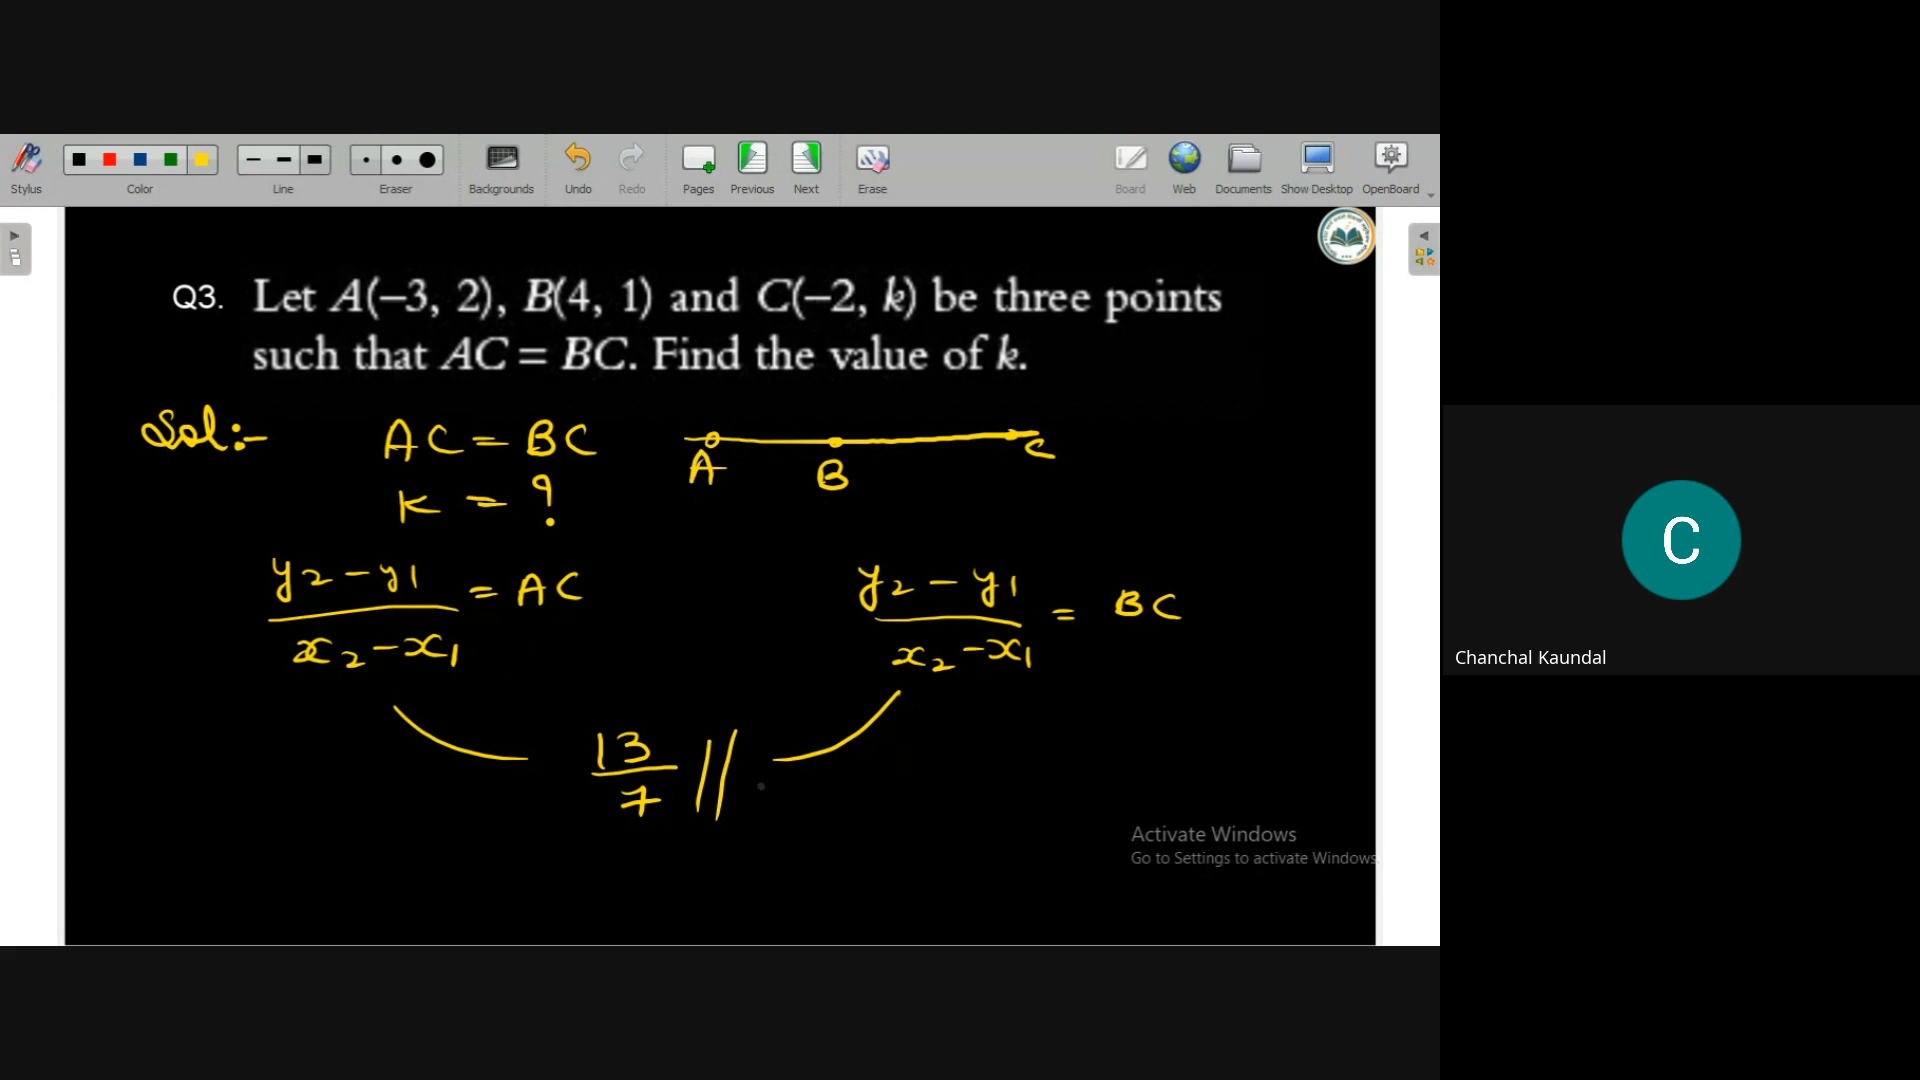 Stylus
Color
Line
Eraser
Backgrounds
Undo
Redo
Pages
Previous
Next
Erase
Board
Web
Documents
Show Desktop
OpenBoard
Q3. Let A(–3, 2), B(4, 1) and C(–2, k) be three points
such that AC = BC. Find the value of k.
Sol:-
AC = BC
A B C
K = ?
y2 - y1 / x2 - x1 = AC
y2 - y1 / x2 - x1 = BC
13 / 7 //
Activate Windows
Go to Settings to activate Windows.
C
Chanchal Kaundal